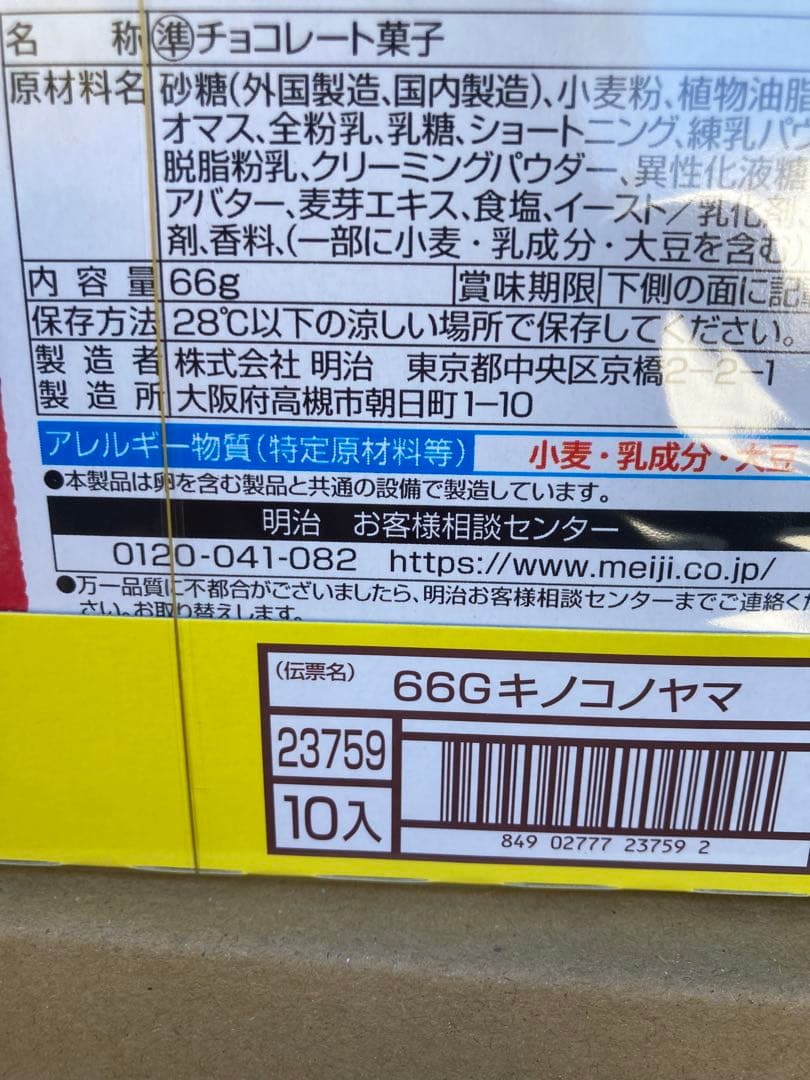 名称 ㊟準チョコレート菓子
原材料名 砂糖(外国製造、国内製造)、小麦粉、植物油脂
オマス、全粉乳、乳糖、ショートニング、練乳パウ
脱脂粉乳、クリーミングパウダー、異性化液糖
アバター、麦芽エキス、食塩、イースト/乳化剤
剤、香料、(一部に小麦・乳成分・大豆を含む)
内容量 66g 賞味期限 下側の面に記
保存方法 28℃以下の涼しい場所で保存してください。
製造者 株式会社 明治 東京都中央区京橋2-2-1
製造所 大阪府高槻市朝日町1-10
アレルギー物質(特定原材料等) 小麦・乳成分・大豆
●本製品は卵を含む製品と共通の設備で製造しています。
明治 お客様相談センター
0120-041-082 https://www.meiji.co.jp/
●万一品質に不都合がございましたら、明治お客様相談センターまでご連絡くだ
さい。お取り替えします。
(伝票名) 66Gキノコノヤマ
23759
10入
849 02777 23759 2